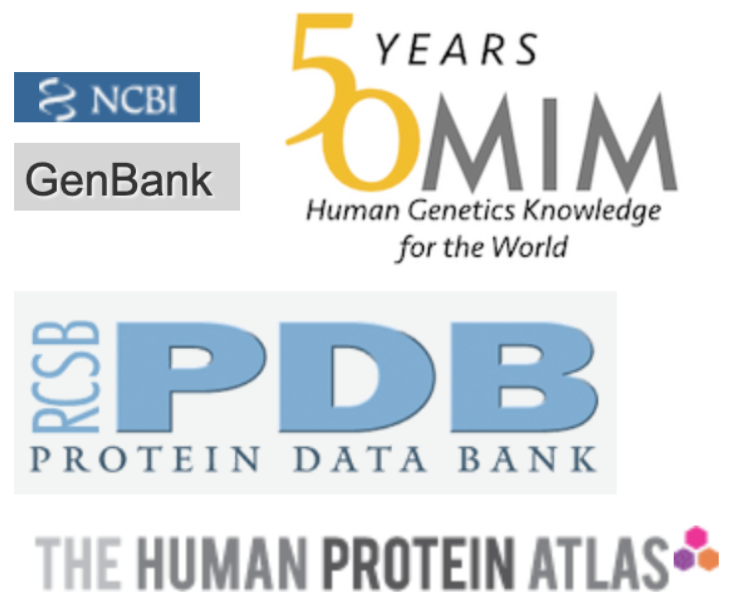 NCBI
GenBank
50 YEARS
OMIM
Human Genetics Knowledge
for the World
RCSB PDB
PROTEIN DATA BANK
THE HUMAN PROTEIN ATLAS